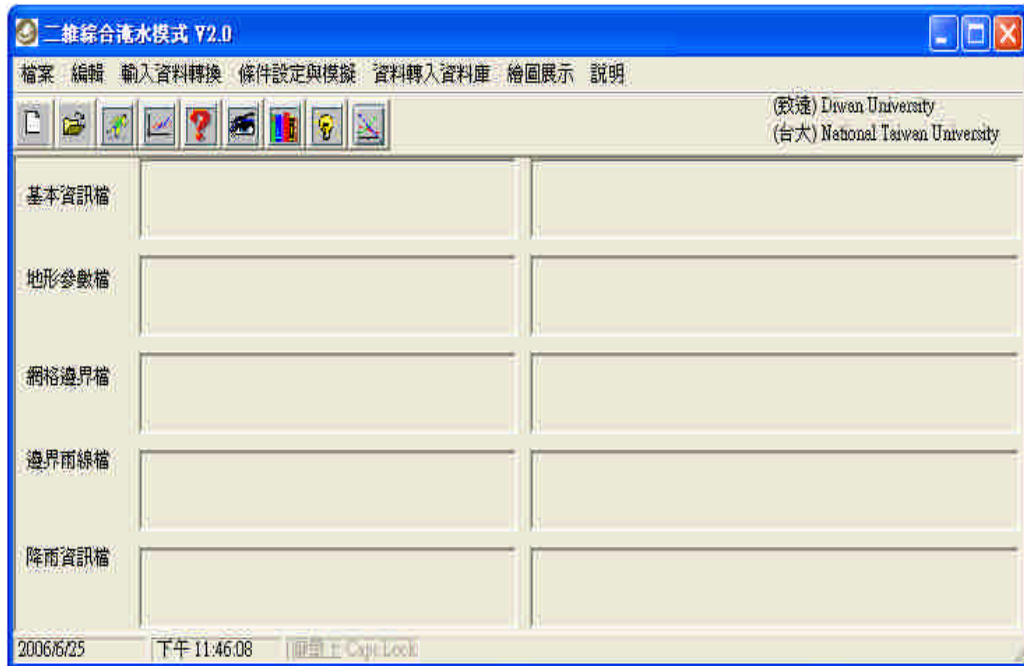 二維綜合淹水模式 V2.0
檔案 編輯 輸入資料轉換 條件設定與模擬 資料轉入資料庫 繪圖展示 說明
(致遠) Diwan University
(台大) National Taiwan University
基本資訊檔
地形參數檔
網格邊界檔
邊界雨線檔
降雨資訊檔
2006/6/25 下午 11:46:08 Caps Lock